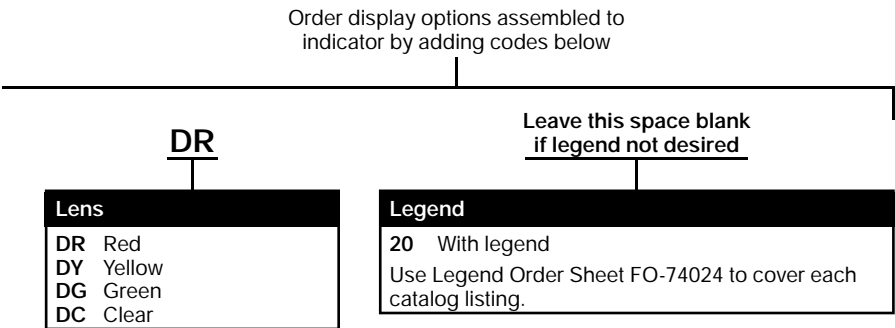 Order display options assembled to
indicator by adding codes below
DR
Leave this space blank
if legend not desired
Lens
DR Red
DY Yellow
DG Green
DC Clear
Legend
20 With legend
Use Legend Order Sheet FO-74024 to cover each
catalog listing.